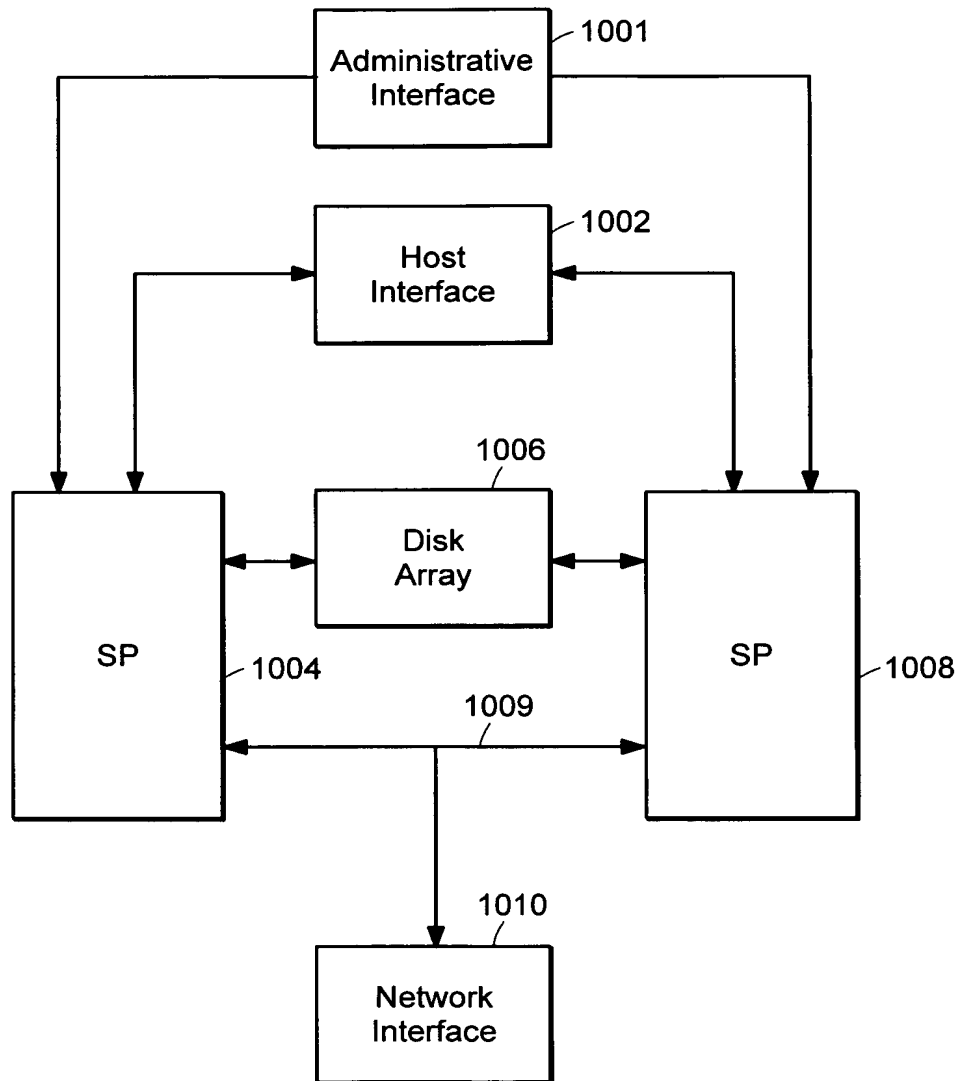 1001
Administrative
Interface
1002
Host
Interface
1006
Disk
Array
SP
1004
SP
1008
1009
1010
Network
Interface